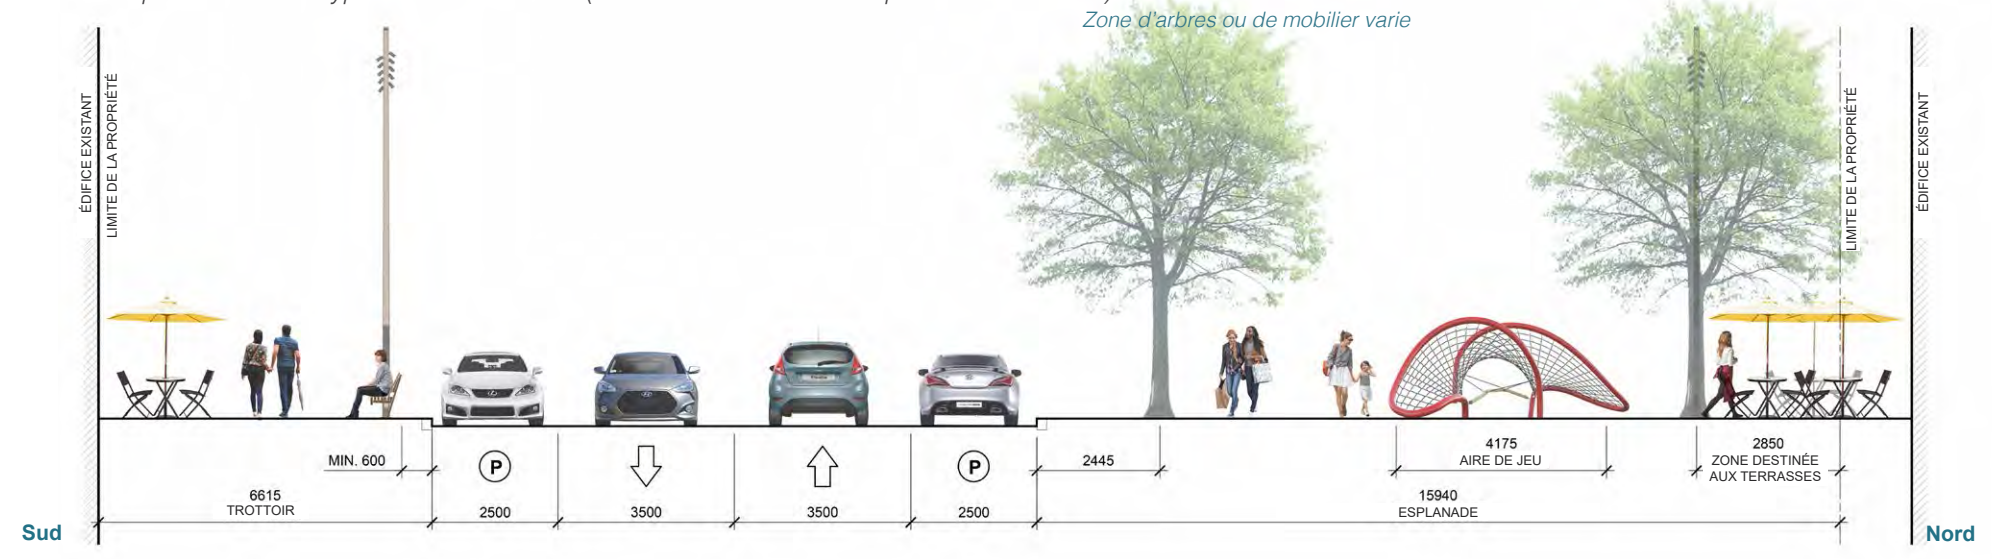 Zone d'arbres ou de mobilier varie
ÉDIFICE EXISTANT
LIMITE DE LA PROPRIÉTÉ
LIMITE DE LA PROPRIÉTÉ
ÉDIFICE EXISTANT
MIN. 600
P
P
2445
4175
AIRE DE JEU
2850
ZONE DESTINÉE
AUX TERRASSES
6615
TROTTOIR
2500
3500
3500
2500
15940
ESPLANADE
Sud
Nord